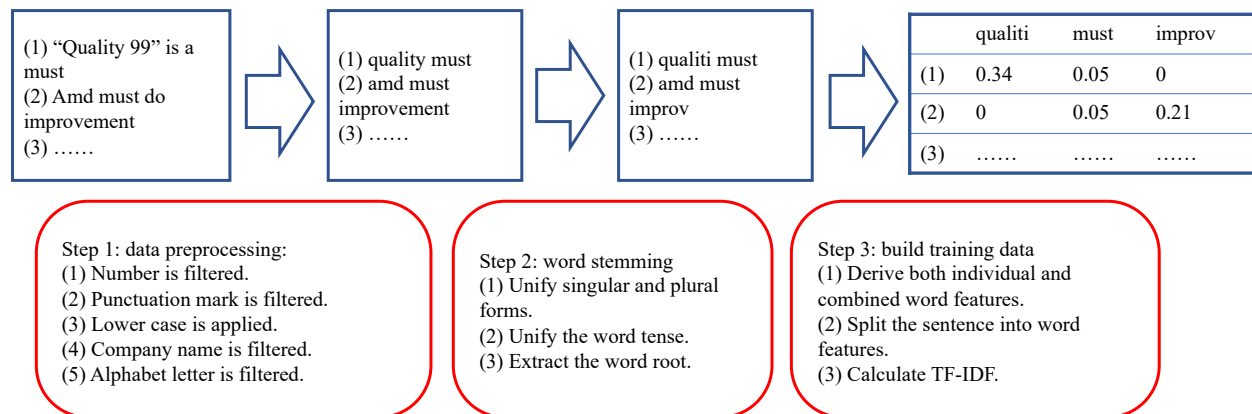 (1) “Quality 99” is a
must
(2) Amd must do
improvement
(3) ……
(1) quality must
(2) amd must
improvement
(3) ……
(1) qualiti must
(2) amd must
improv
(3) ……
qualiti must improv
(1) 0.34 0.05 0
(2) 0 0.05 0.21
(3) …… …… ……
Step 1: data preprocessing:
(1) Number is filtered.
(2) Punctuation mark is filtered.
(3) Lower case is applied.
(4) Company name is filtered.
(5) Alphabet letter is filtered.
Step 2: word stemming
(1) Unify singular and plural
forms.
(2) Unify the word tense.
(3) Extract the word root.
Step 3: build training data
(1) Derive both individual and
combined word features.
(2) Split the sentence into word
features.
(3) Calculate TF-IDF.